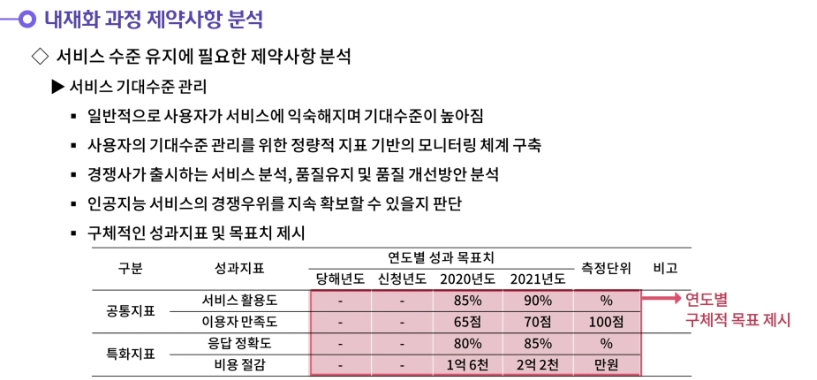 내재화 과정 제약사항 분석
◇ 서비스 수준 유지에 필요한 제약사항 분석
▶ 서비스 기대수준 관리
▪ 일반적으로 사용자가 서비스에 익숙해지며 기대수준이 높아짐
▪ 사용자의 기대수준 관리를 위한 정량적 지표 기반의 모니터링 체계 구축
▪ 경쟁사가 출시하는 서비스 분석, 품질유지 및 품질 개선방안 분석
▪ 인공지능 서비스의 경쟁우위를 지속 확보할 수 있을지 판단
▪ 구체적인 성과지표 및 목표치 제시
구분 성과지표 연도별 성과 목표치 측정단위 비고
당해년도 신청년도 2020년도 2021년도
공통지표 서비스 활용도 - - 85% 90% %
이용자 만족도 - - 65점 70점 100점
특화지표 응답 정확도 - - 80% 85% %
비용 절감 - - 1억 6천 2억 2천 만원
연도별
구체적 목표 제시